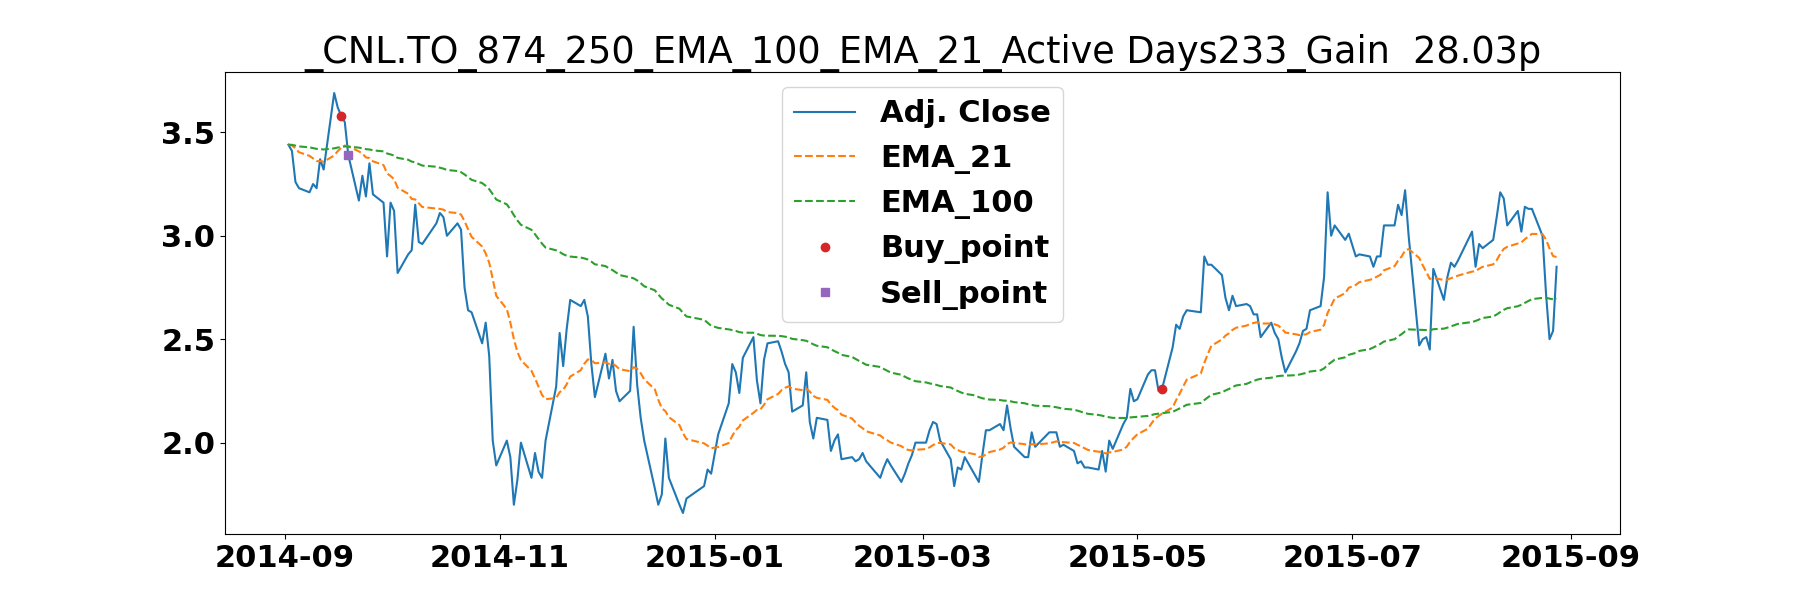 _CNL.TO_874_250_EMA_100_EMA_21_Active Days233_Gain  28.03p
Adj. Close
EMA_21
EMA_100
Buy_point
Sell_point
3.5
3.0
2.5
2.0
2014-09 2014-11 2015-01 2015-03 2015-05 2015-07 2015-09